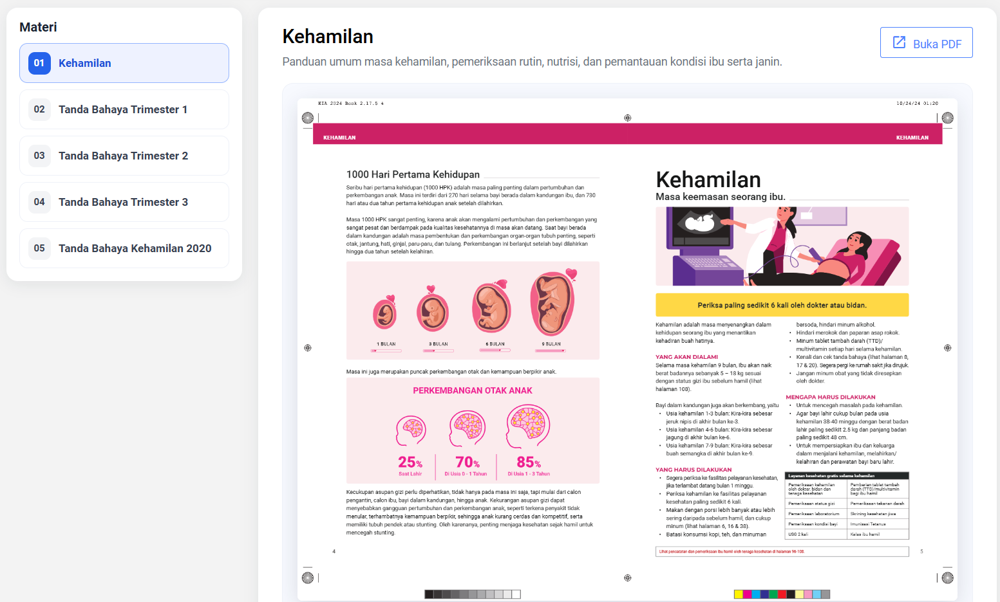 Materi
01 Kehamilan
02 Tanda Bahaya Trimester 1
03 Tanda Bahaya Trimester 2
04 Tanda Bahaya Trimester 3
05 Tanda Bahaya Kehamilan 2020
Kehamilan
Panduan umum masa kehamilan, pemeriksaan rutin, nutrisi, dan pemantauan kondisi ibu serta janin.
Buka PDF
KIA 2024 Book 2.17.5 4
10/24/24 01:20
KEHAMILAN
KEHAMILAN
1000 Hari Pertama Kehidupan
Seribu hari pertama kehidupan (1000 HPK) adalah masa paling penting dalam pertumbuhan dan
perkembangan anak. Masa ini terdiri dari 270 hari selama bayi berada dalam kandungan ibu, dan 730
hari atau dua tahun pertama kehidupan anak setelah dilahirkan.
Masa 1000 HPK sangat penting, karena anak akan mengalami pertumbuhan dan perkembangan yang
sangat pesat dan berdampak pada kualitas kesehatannya di masa akan datang. Saat bayi berada
dalam kandungan adalah masa pembentukan dan perkembangan organ-organ tubuh penting, seperti
otak, jantung, hati, ginjal, paru-paru, dan tulang. Perkembangan ini berlanjut setelah bayi dilahirkan
hingga dua tahun setelah kelahiran.
1 BULAN
3 BULAN
6 BULAN
9 BULAN
Masa ini juga merupakan puncak perkembangan otak dan kemampuan berpikir anak.
PERKEMBANGAN OTAK ANAK
25%
Saat Lahir
70%
Di Usia 0 - 1 Tahun
85%
Di Usia 1 - 3 Tahun
Kecukupan asupan gizi perlu diperhatikan, tidak hanya pada masa ini saja, tapi mulai dari calon
pengantin, calon ibu, bayi dalam kandungan, hingga anak. Kekurangan asupan gizi dapat
menyebabkan gangguan pertumbuhan dan perkembangan anak, seperti terkena penyakit tidak
menular, terhambatnya kemampuan berpikir, sehingga anak kurang cerdas dan kompetitif, serta
memiliki tubuh pendek atau stunting. Oleh karenanya, penting menjaga kesehatan sejak hamil untuk
mencegah stunting.
4
Kehamilan
Masa keemasan seorang ibu.
Periksa paling sedikit 6 kali oleh dokter atau bidan.
Kehamilan adalah masa menyenangkan dalam
kehidupan seorang ibu yang menantikan
kehadiran buah hatinya.
YANG AKAN DIALAMI
Selama masa kehamilan 9 bulan, ibu akan naik
berat badannya sebanyak 5 – 18 kg sesuai
dengan status gizi ibu sebelum hamil (lihat
halaman 108).
Bayi dalam kandungan juga akan berkembang, yaitu
• Usia kehamilan 1-3 bulan: Kira-kira sebesar
jeruk nipis di akhir bulan ke-3.
• Usia kehamilan 4-6 bulan: Kira-kira sebesar
jagung di akhir bulan ke-6.
• Usia kehamilan 7-9 bulan: Kira-kira sebesar
buah semangka di akhir bulan ke-9.
YANG HARUS DILAKUKAN
• Segera periksa ke fasilitas pelayanan kesehatan,
jika terlambat datang bulan 1 minggu.
• Periksa kehamilan ke fasilitas pelayanan
kesehatan paling sedikit 6 kali.
• Makan dengan porsi lebih banyak atau lebih
sering daripada sebelum hamil, dan cukup
minum (lihat halaman 6, 16 & 38).
• Batasi konsumsi kopi, teh, dan minuman
bersoda, hindari minum alkohol.
• Hindari merokok dan paparan asap rokok.
• Minum tablet tambah darah (TTD)/
multivitamin setiap hari selama kehamilan.
• Kenali dan cek tanda bahaya (lihat halaman 8,
17 & 20). Segera pergi ke rumah sakit jika dirujuk.
• Jangan minum obat yang tidak diresepkan
oleh dokter.
MENGAPA HARUS DILAKUKAN
• Untuk mencegah masalah pada kehamilan.
• Agar bayi lahir cukup bulan pada usia
kehamilan 38-40 minggu dengan berat badan
lahir paling sedikit 2.5 kg dan panjang badan
paling sedikit 48 cm.
• Untuk mempersiapkan ibu dan keluarga
dalam menjalani kehamilan, melahirkan/
kelahiran dan perawatan bayi baru lahir.
Layanan kesehatan gratis selama kehamilan
Pemeriksaan kehamilan
oleh dokter, bidan dan
tenaga kesehatan
Pemberian tablet tambah
darah (TTD)/multivitamin
bagi ibu hamil
Pemeriksaan status gizi
Pemeriksaan tekanan darah
Pemeriksaan laboratorium
Skrining kesehatan jiwa
Pemeriksaan kondisi bayi
Imunisasi Tetanus
USG 2 kali
Kelas ibu hamil
Lihat pencatatan dan pemeriksaan ibu hamil oleh tenaga kesehatan di halaman 96-108.
5